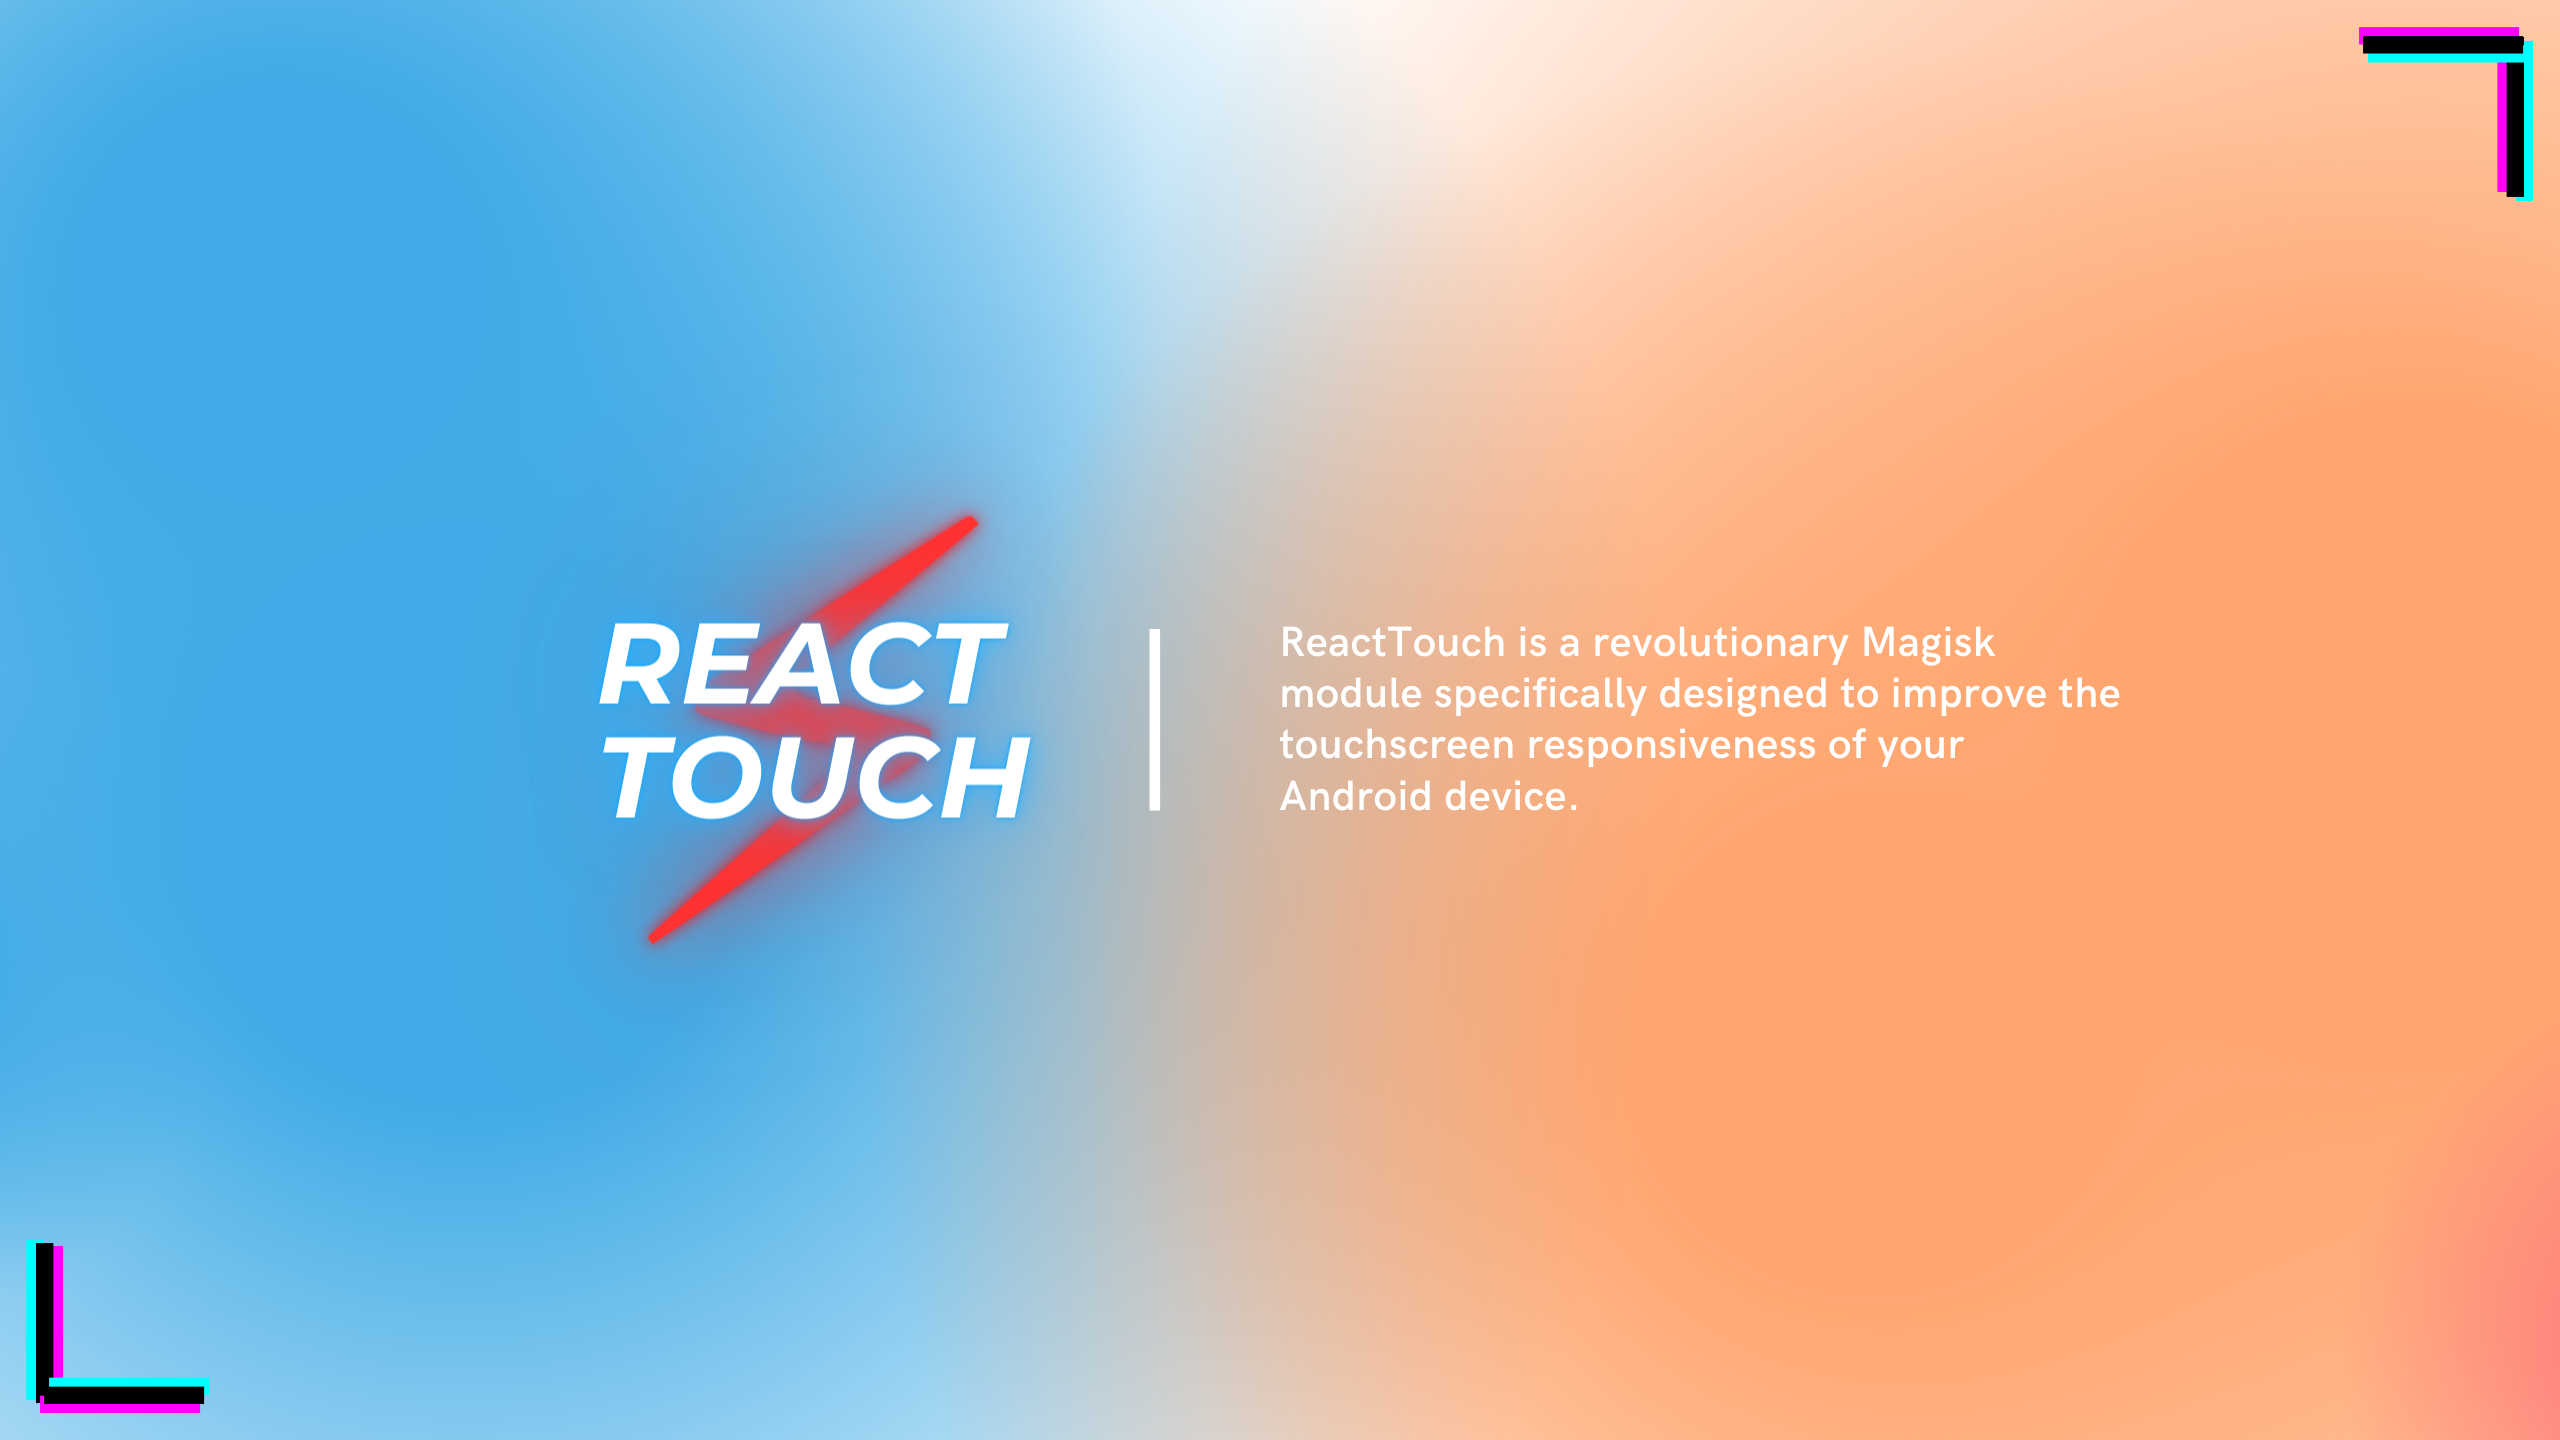 REACT
TOUCH
ReactTouch is a revolutionary Magisk
module specifically designed to improve the
touchscreen responsiveness of your
Android device.